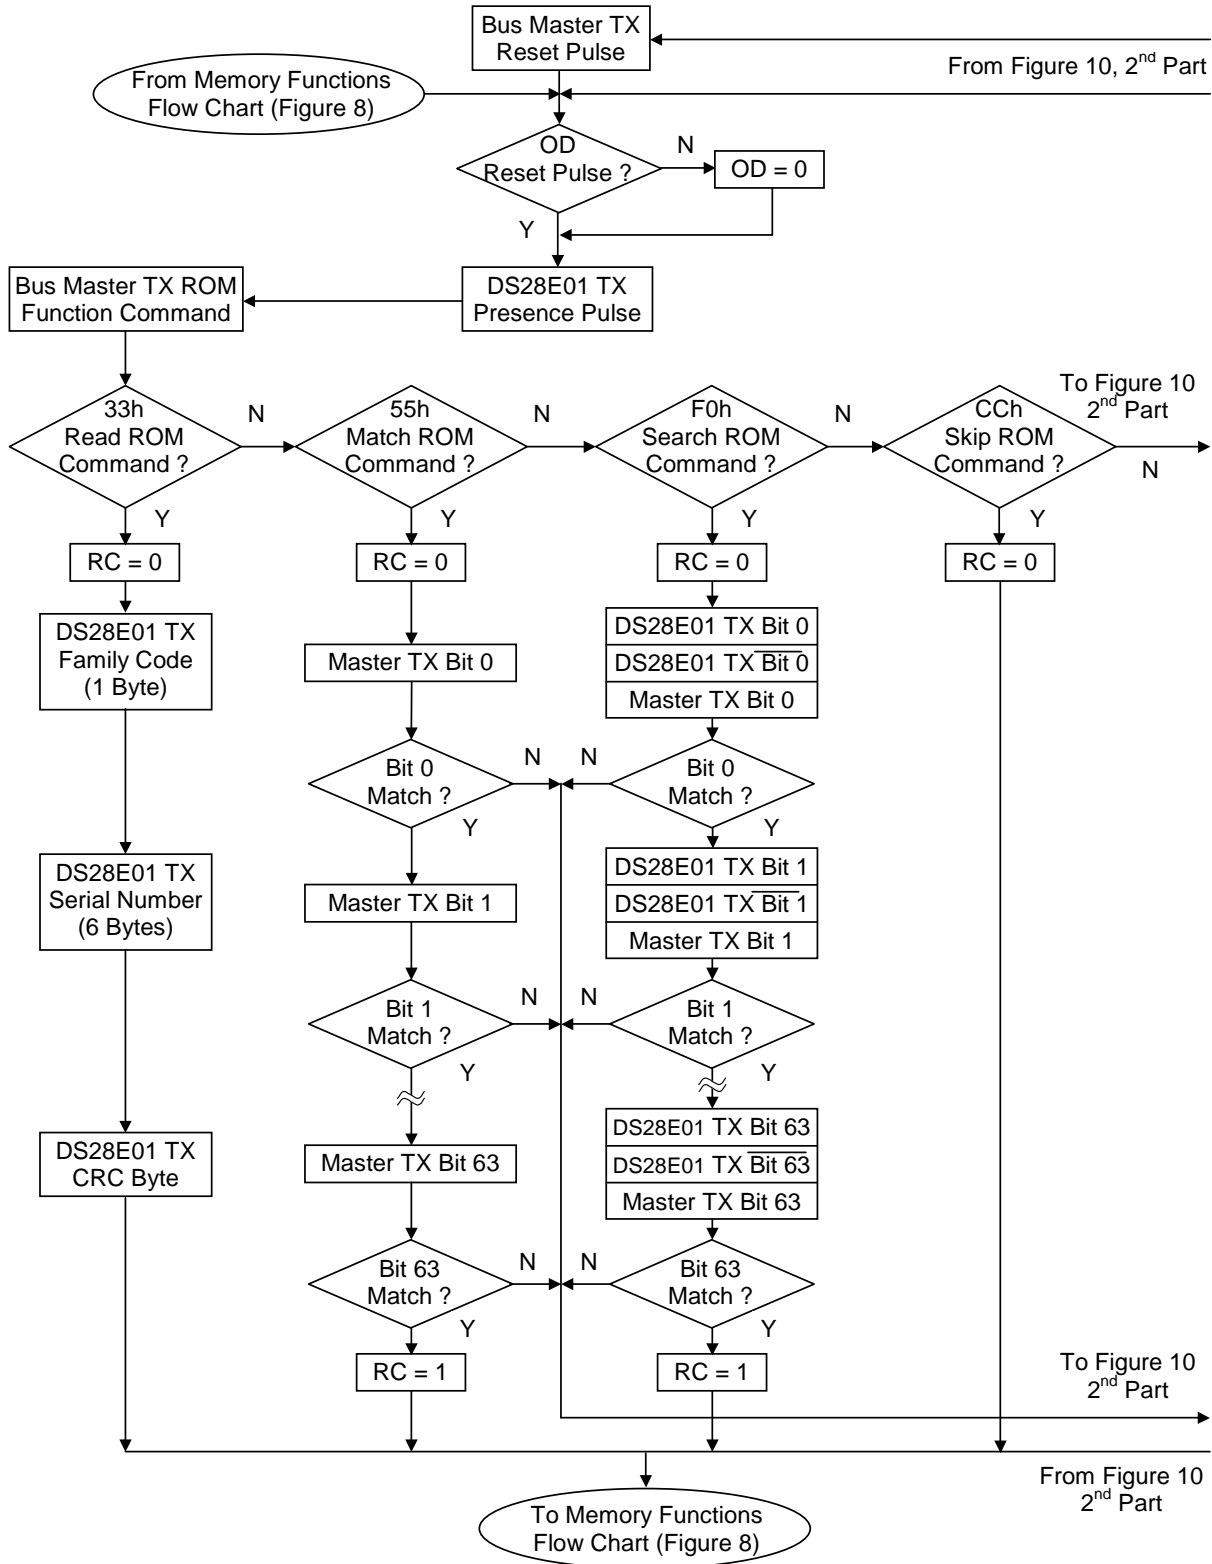 Bus Master TX
Reset Pulse
From Figure 10, 2nd Part
From Memory Functions
Flow Chart (Figure 8)
OD
Reset Pulse ?
N
OD = 0
Y
Bus Master TX ROM
Function Command
DS28E01 TX
Presence Pulse
To Figure 10
2nd Part
33h
Read ROM
Command ?
N
55h
Match ROM
Command ?
N
F0h
Search ROM
Command ?
N
CCh
Skip ROM
Command ?
N
Y
Y
Y
Y
RC = 0
RC = 0
RC = 0
RC = 0
DS28E01 TX
Family Code
(1 Byte)
Master TX Bit 0
DS28E01 TX Bit 0
DS28E01 TX Bit 0
Master TX Bit 0
Bit 0
Match ?
N
N
Bit 0
Match ?
Y
Y
DS28E01 TX
Serial Number
(6 Bytes)
Master TX Bit 1
DS28E01 TX Bit 1
DS28E01 TX Bit 1
Master TX Bit 1
Bit 1
Match ?
N
N
Bit 1
Match ?
Y
Y
DS28E01 TX
CRC Byte
Master TX Bit 63
DS28E01 TX Bit 63
DS28E01 TX Bit 63
Master TX Bit 63
Bit 63
Match ?
N
N
Bit 63
Match ?
Y
Y
RC = 1
RC = 1
To Figure 10
2nd Part
From Figure 10
2nd Part
To Memory Functions
Flow Chart (Figure 8)